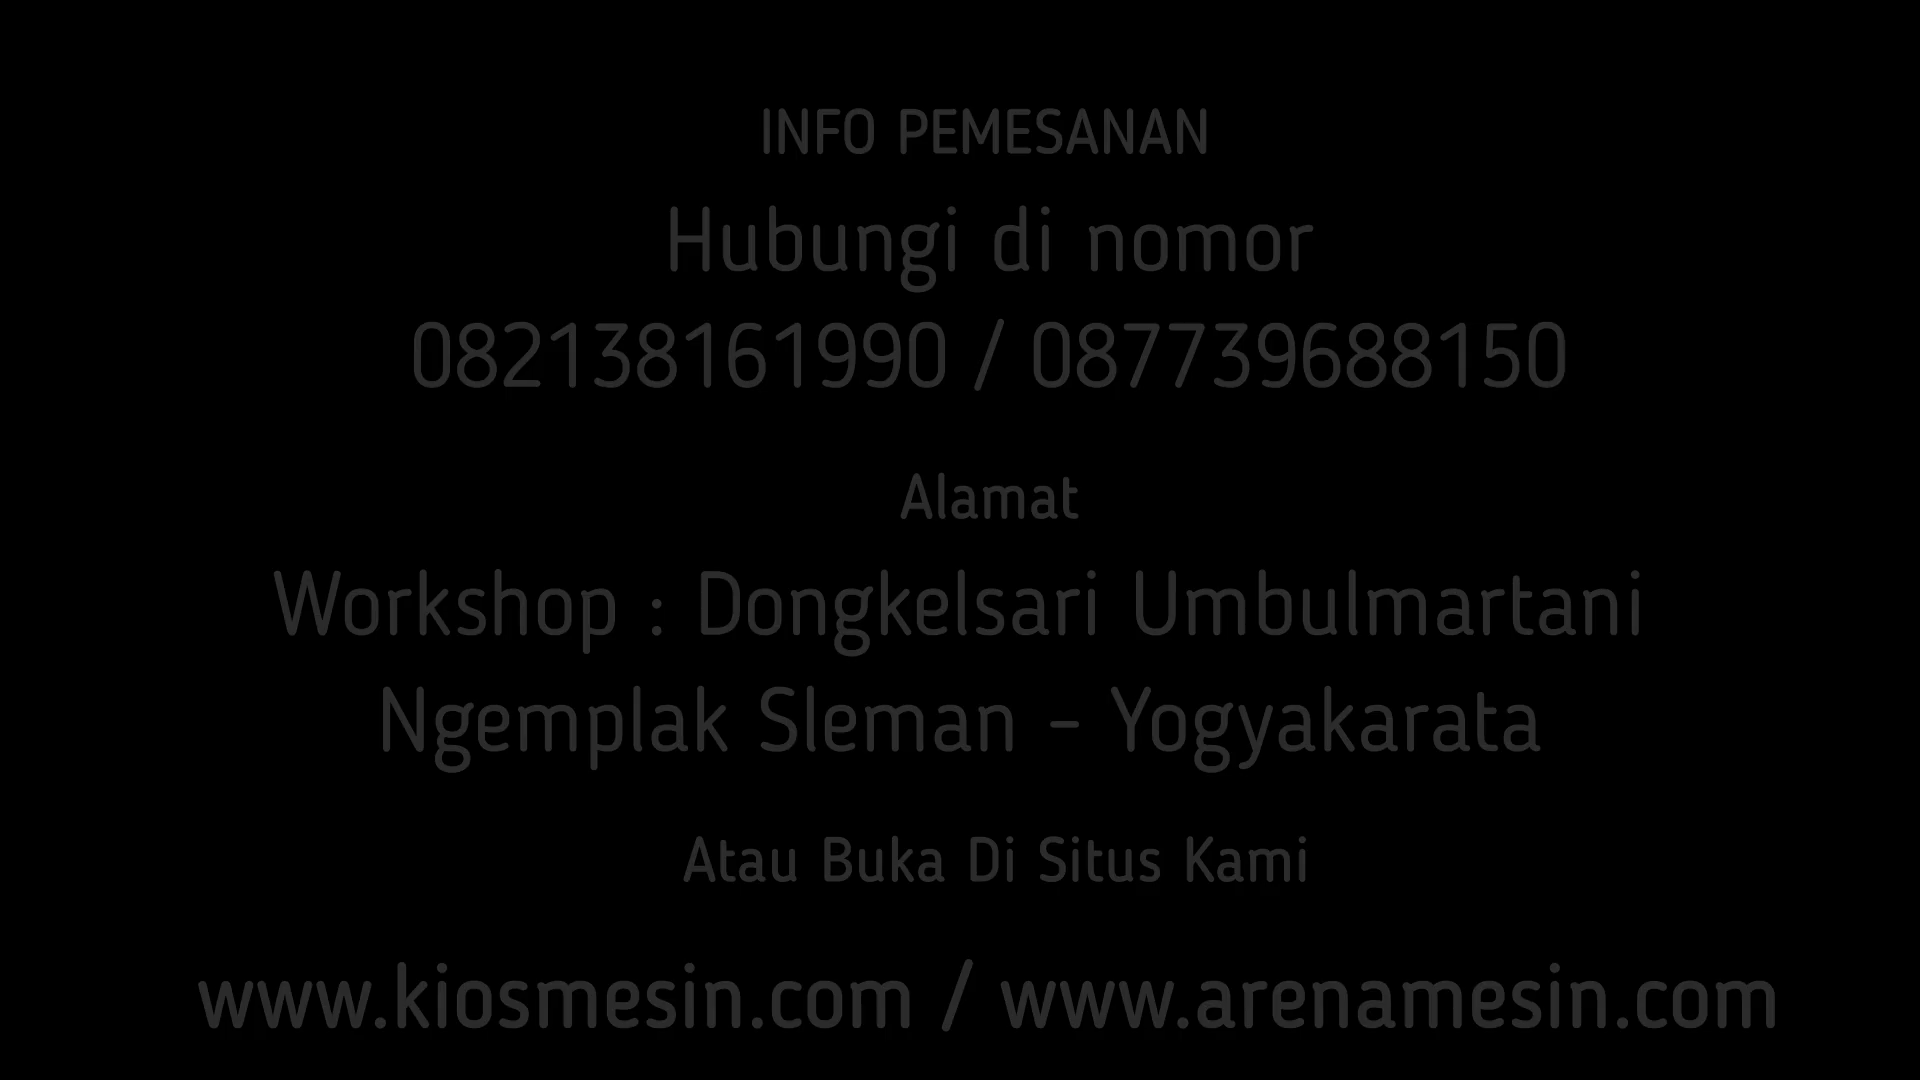 INFO PEMESANAN
Hubungi di nomor
082138161990 / 087739688150
Alamat
Workshop : Dongkelsari Umbulmartani
Ngemplak Sleman - Yogyakarata
Atau Buka Di Situs Kami
www.kiosmesin.com / www.arenamesin.com